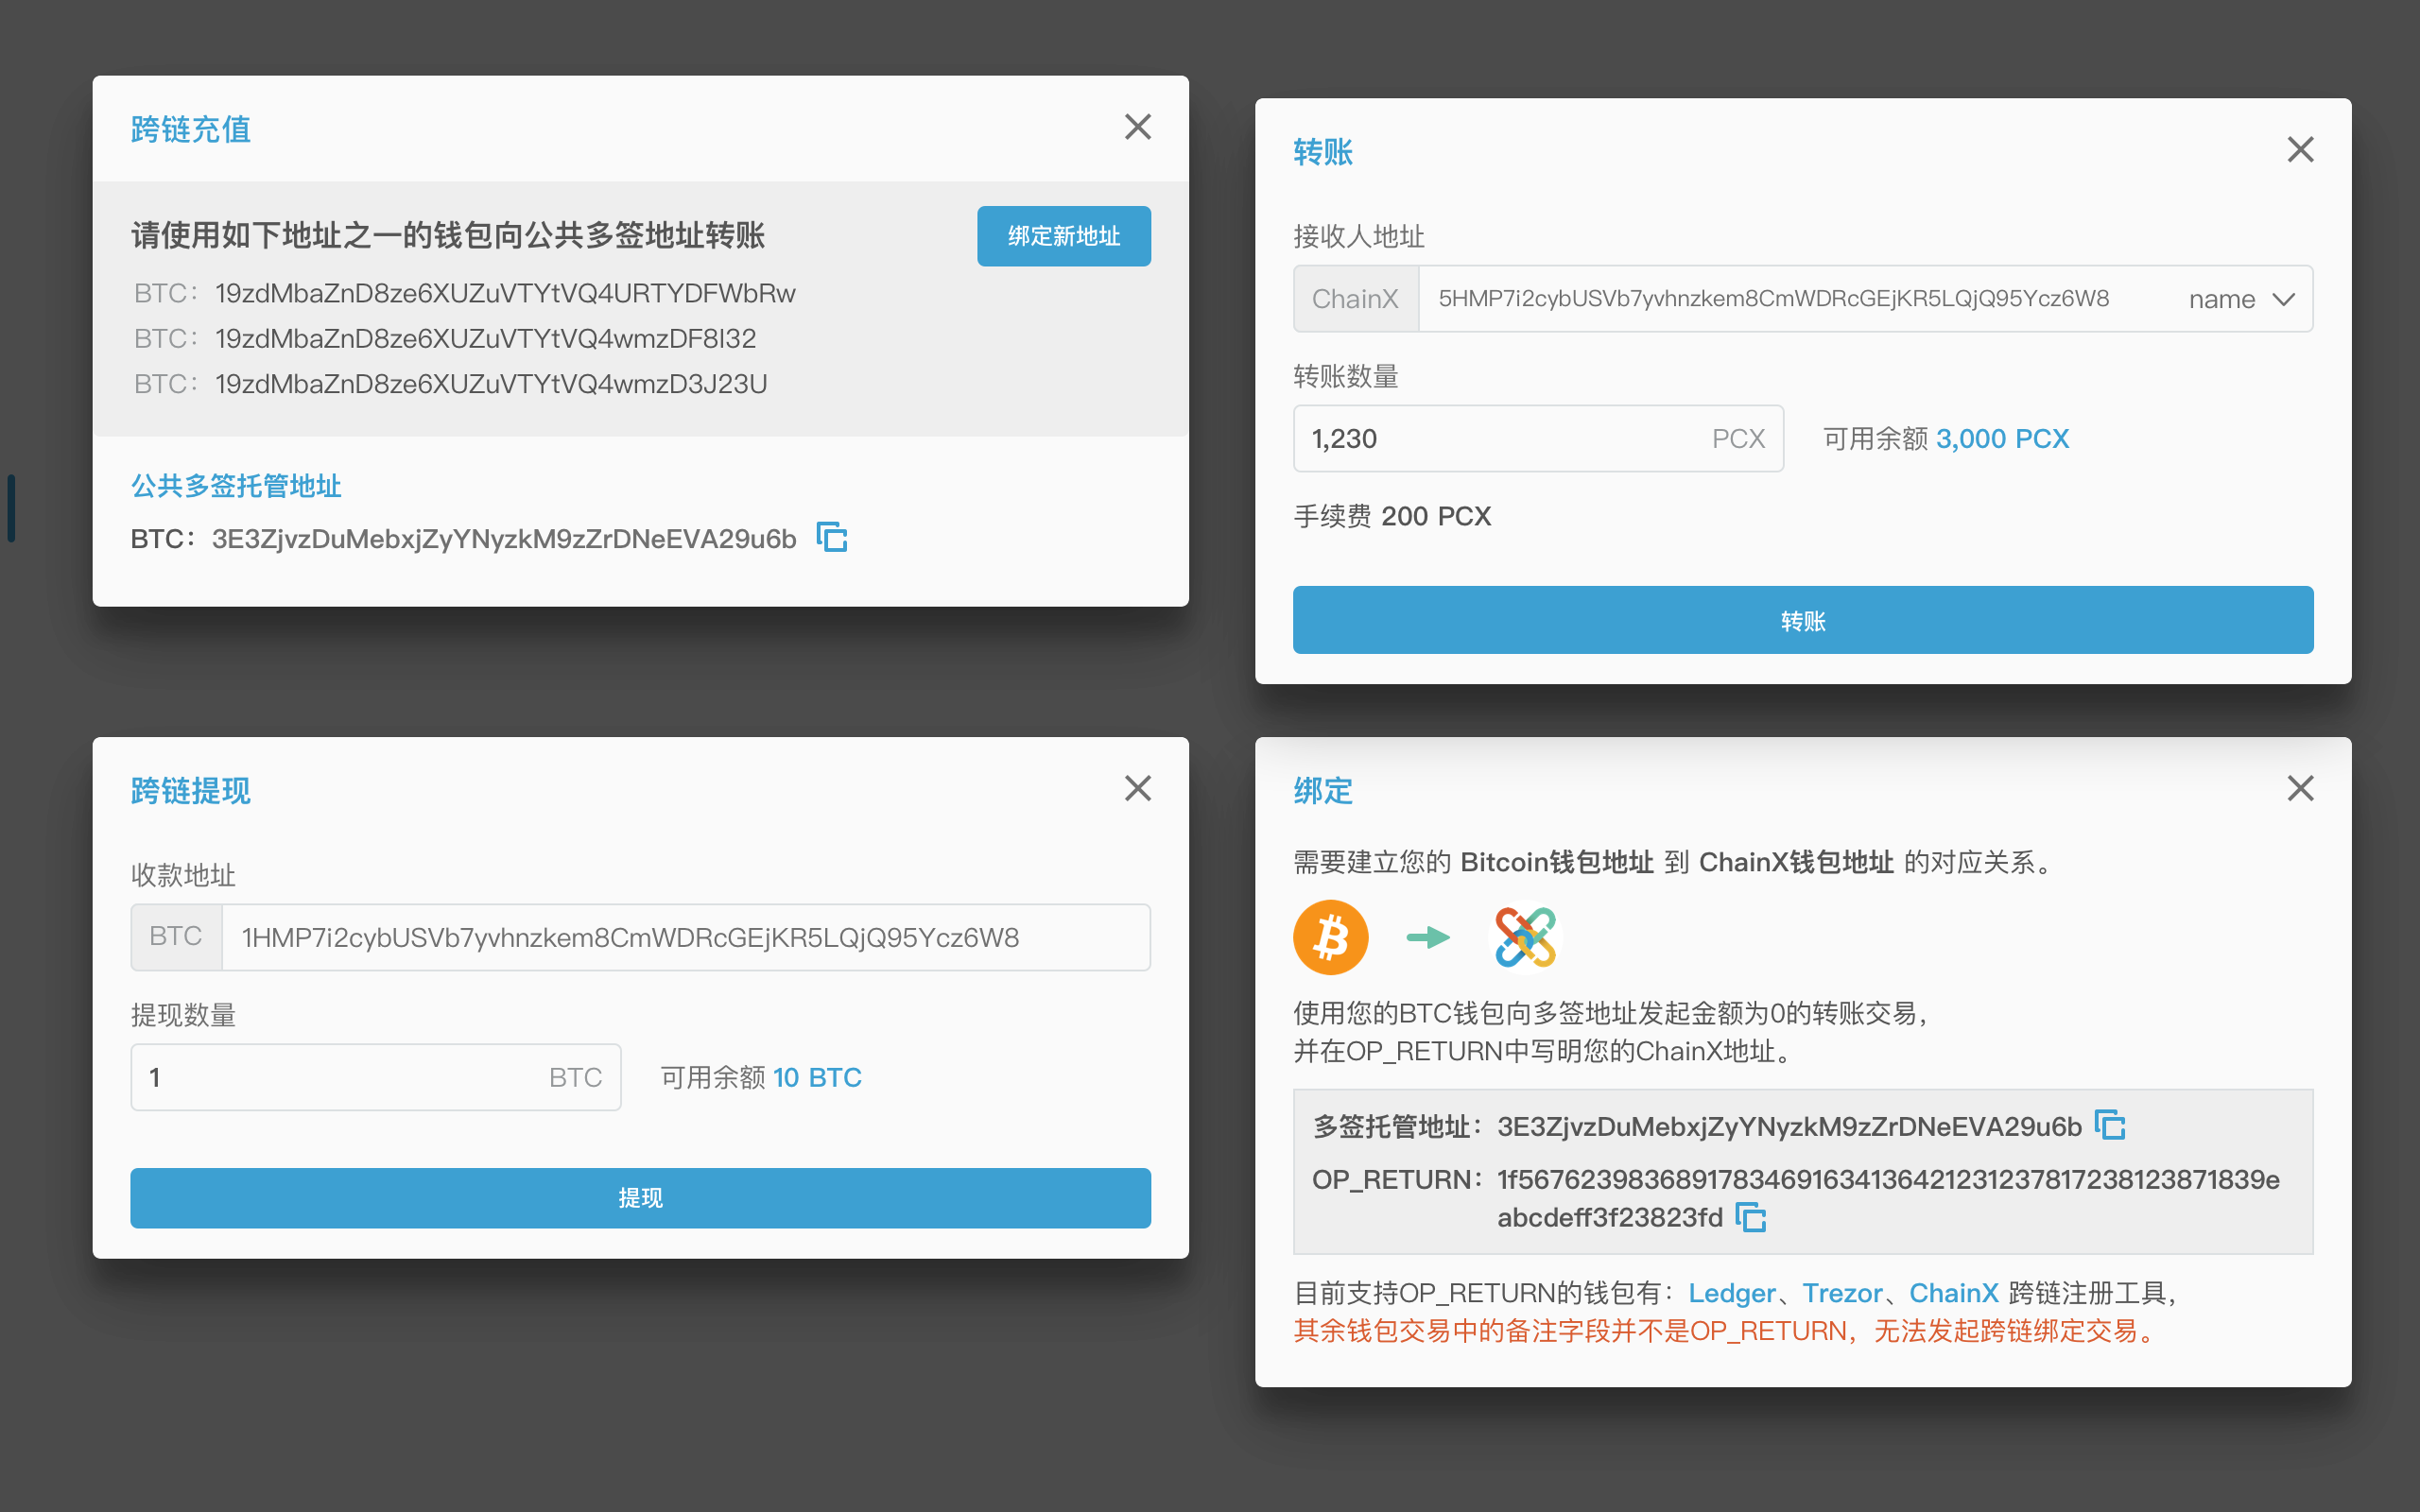 跨链充值
请使用如下地址之一的钱包向公共多签地址转账
绑定新地址
BTC：19zdMbaZnD8ze6XUZuVTYtVQ4URTYDFWbRw
BTC：19zdMbaZnD8ze6XUZuVTYtVQ4wmzDF8I32
BTC：19zdMbaZnD8ze6XUZuVTYtVQ4wmzD3J23U
公共多签托管地址
BTC：3E3ZjvzDuMebxjZyYNyzkM9zZrDNeEVA29u6b
转账
接收人地址
ChainX 5HMP7i2cybUSVb7yvhnzkem8CmWDRcGEjKR5LQjQ95Ycz6W8 name
转账数量
1,230 PCX 可用余额 3,000 PCX
手续费 200 PCX
转账
跨链提现
收款地址
BTC 1HMP7i2cybUSVb7yvhnzkem8CmWDRcGEjKR5LQjQ95Ycz6W8
提现数量
1 BTC 可用余额 10 BTC
提现
绑定
需要建立您的 Bitcoin钱包地址 到 ChainX钱包地址 的对应关系。
使用您的BTC钱包向多签地址发起金额为0的转账交易，
并在OP_RETURN中写明您的ChainX地址。
多签托管地址：3E3ZjvzDuMebxjZyYNyzkM9zZrDNeEVA29u6b
OP_RETURN：1f56762398368917834691634136421231237817238123871839e
abcdeff3f23823fd
目前支持OP_RETURN的钱包有：Ledger、Trezor、ChainX 跨链注册工具，
其余钱包交易中的备注字段并不是OP_RETURN，无法发起跨链绑定交易。